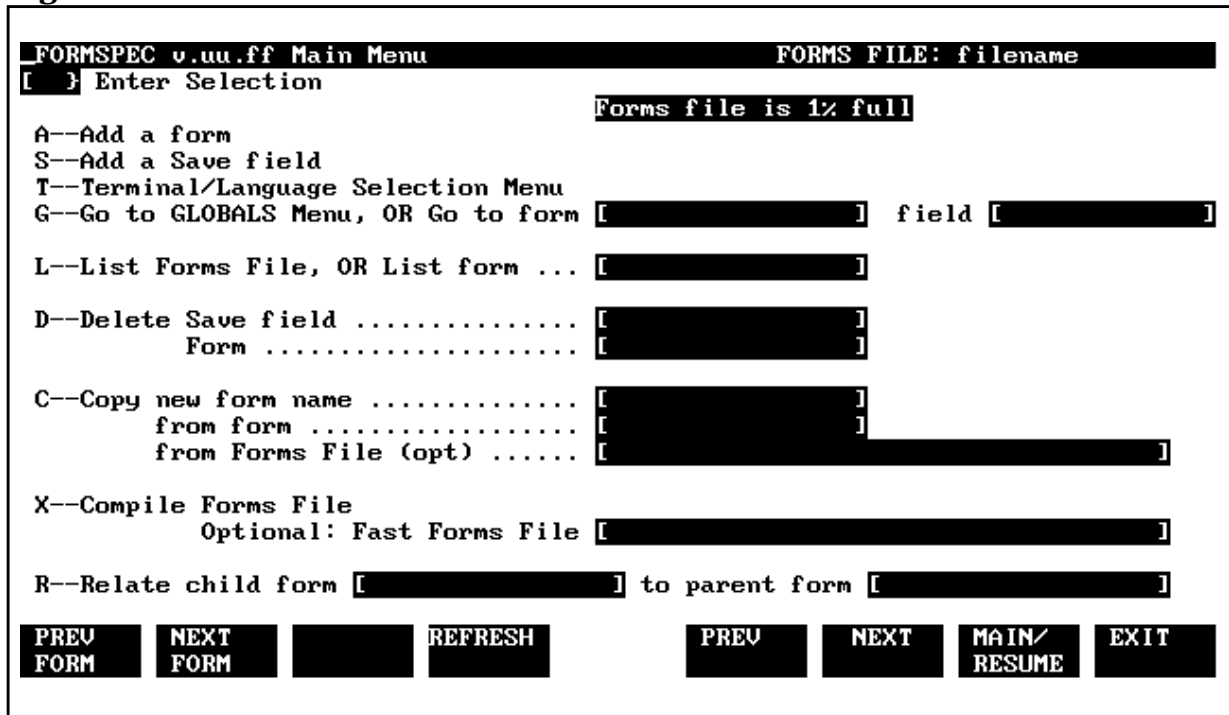 _FORMSPEC v.uu.ff Main Menu FORMS FILE: filename
[ } Enter Selection
Forms file is 1% full
A--Add a form
S--Add a Save field
T--Terminal/Language Selection Menu
G--Go to GLOBALS Menu, OR Go to form [ ] field [ ]
L--List Forms File, OR List form ... [ ]
D--Delete Save field ............... [ ]
Form ..................... [ ]
C--Copy new form name .............. [ ]
from form .................. [ ]
from Forms File (opt) ...... [ ]
X--Compile Forms File
Optional: Fast Forms File [ ]
R--Relate child form [ ] to parent form [ ]
PREV NEXT REFRESH PREV NEXT MAIN/ EXIT
FORM FORM RESUME